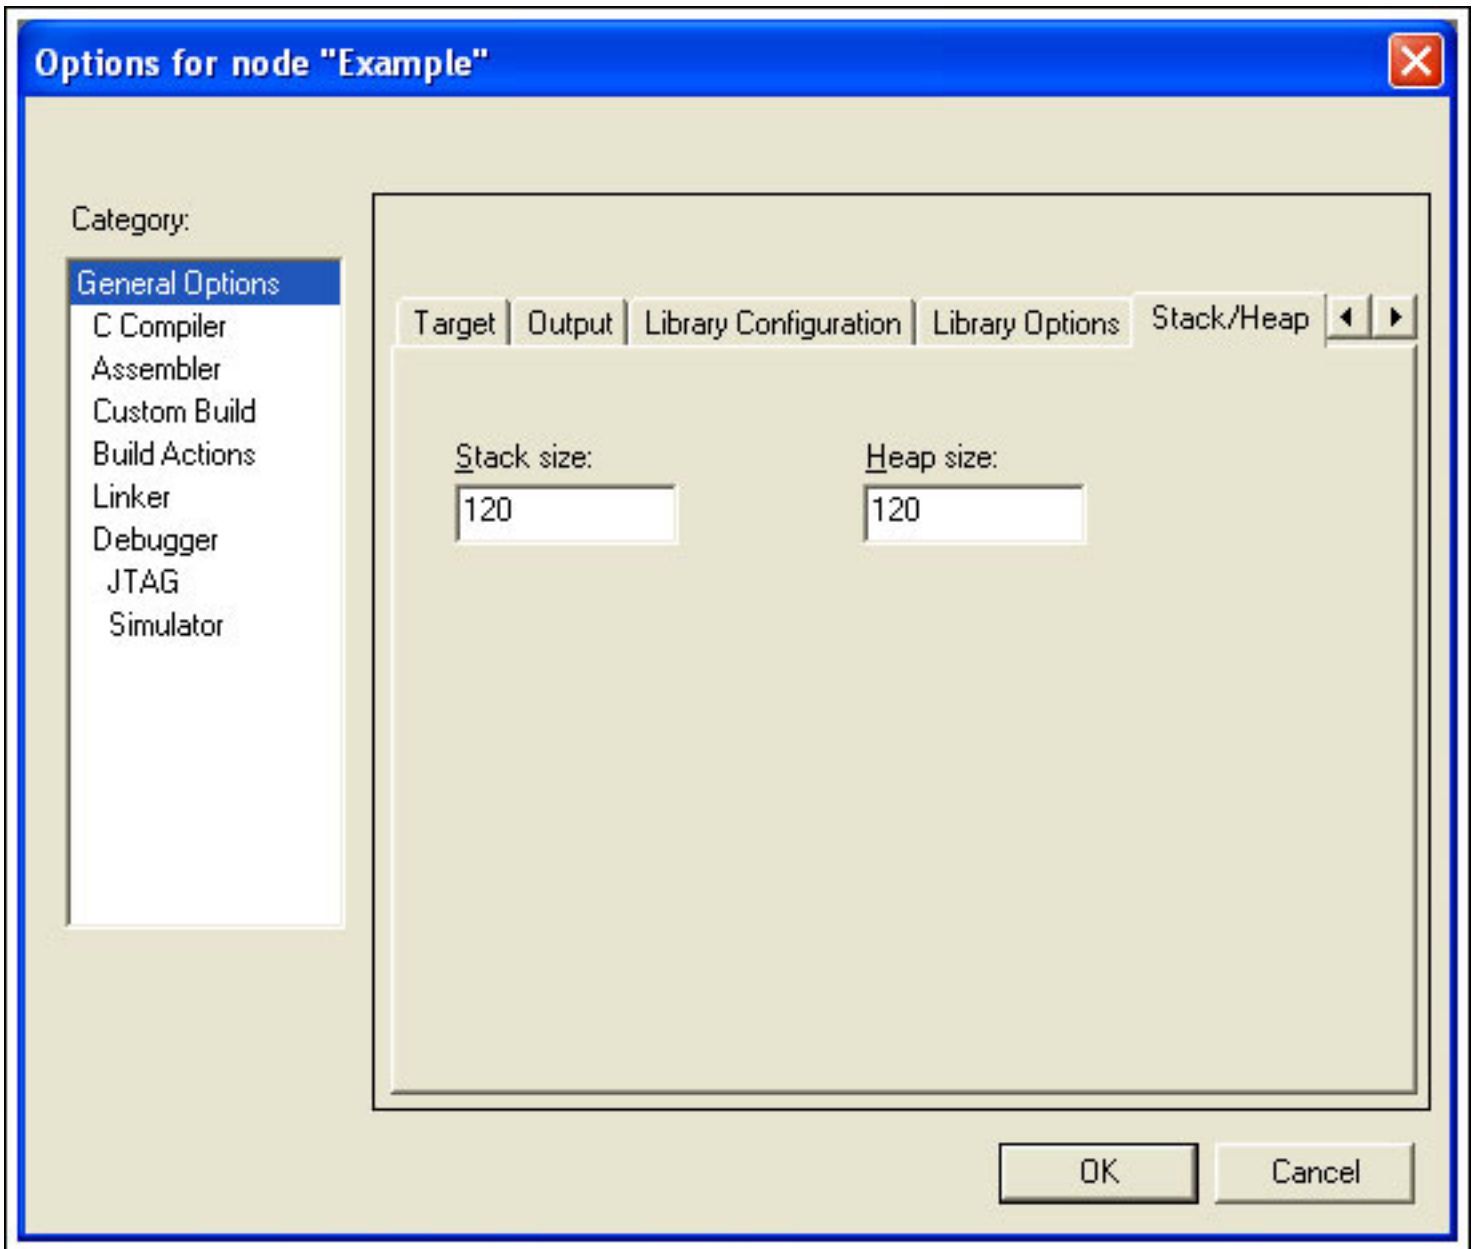 Options for node "Example"
Category:
General Options
C Compiler
Assembler
Custom Build
Build Actions
Linker
Debugger
JTAG
Simulator
Target Output Library Configuration Library Options Stack/Heap
Stack size: Heap size:
120 120
OK Cancel